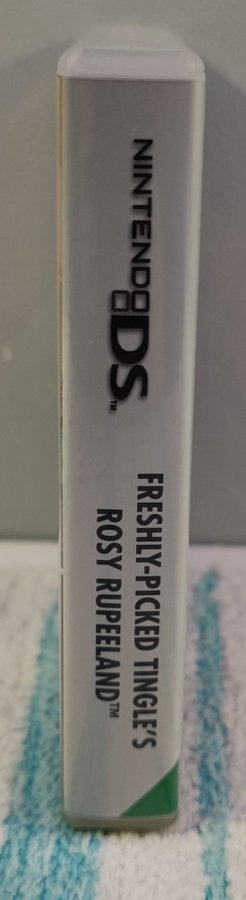 NINTENDO DS™
FRESHLY-PICKED TINGLE'S
ROSY RUPEELAND™